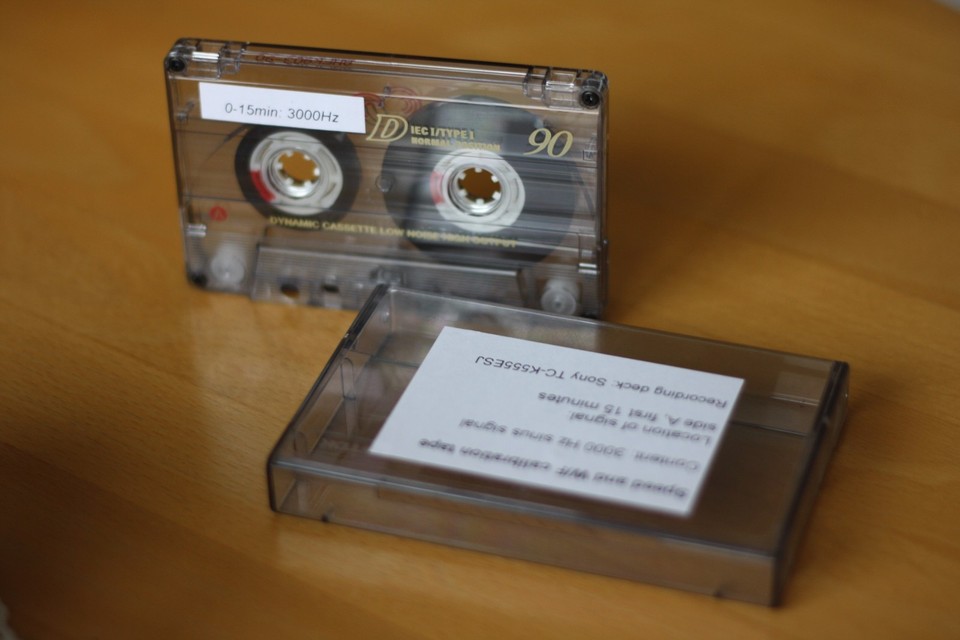 0-15min: 3000Hz
D
IEC I/TYPE I
NORMAL POSITION
90
A
DYNAMIC CASSETTE LOW NOISE HIGH OUTPUT
Speed and W/F calibration tape
Content: 3000 Hz sinus signal
Location of signal:
side A, first 15 minutes
Recording deck: Sony TC-K555ESJ